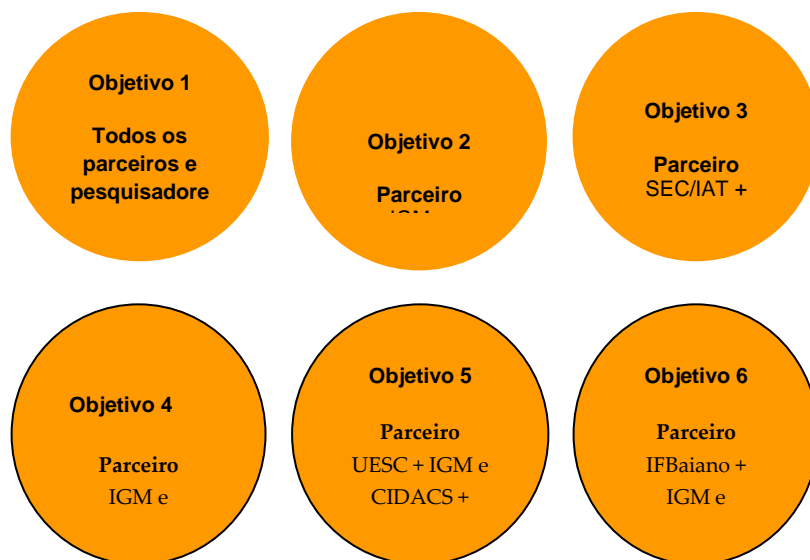 Objetivo 1
Todos os
parceiros e
pesquisadore
Objetivo 2
Parceiro
Objetivo 3
Parceiro
SEC/IAT +
Objetivo 4
Parceiro
IGM e
Objetivo 5
Parceiro
UESC + IGM e
CIDACS +
Objetivo 6
Parceiro
IFBaiano +
IGM e